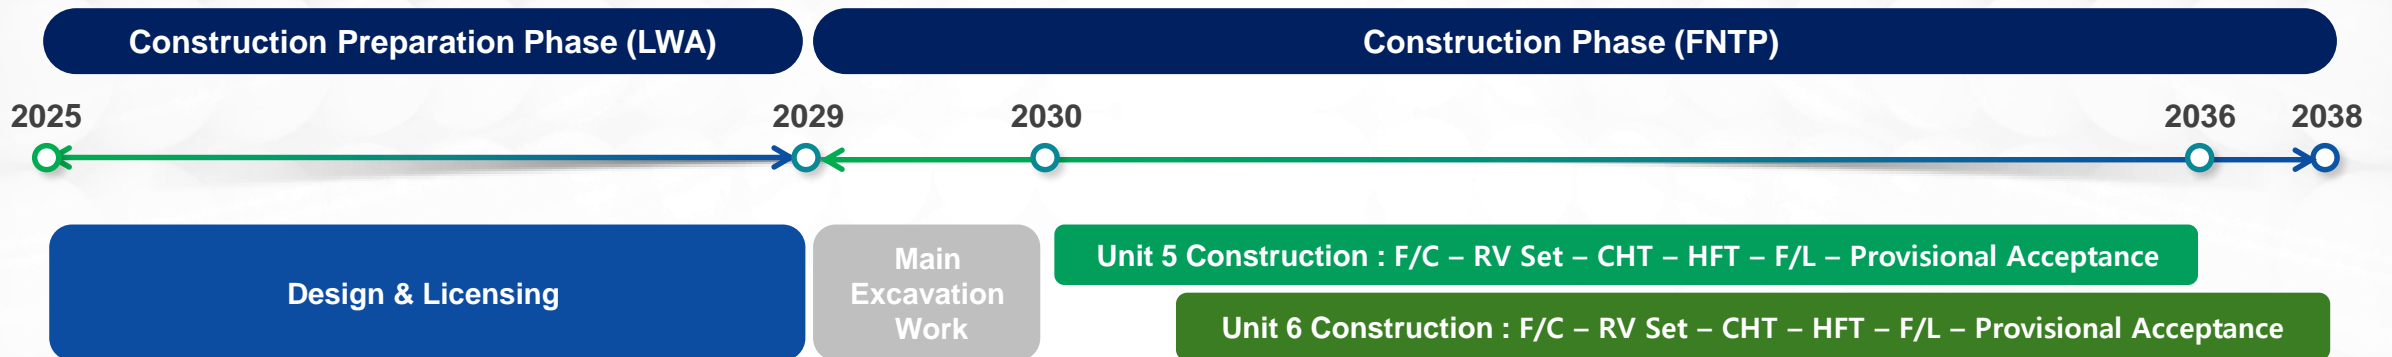 Construction Preparation Phase (LWA)
Construction Phase (FNTP)
2025
2029
2030
2036
2038
Design & Licensing
Main
Excavation
Work
Unit 5 Construction : F/C – RV Set – CHT – HFT – F/L – Provisional Acceptance
Unit 6 Construction : F/C – RV Set – CHT – HFT – F/L – Provisional Acceptance